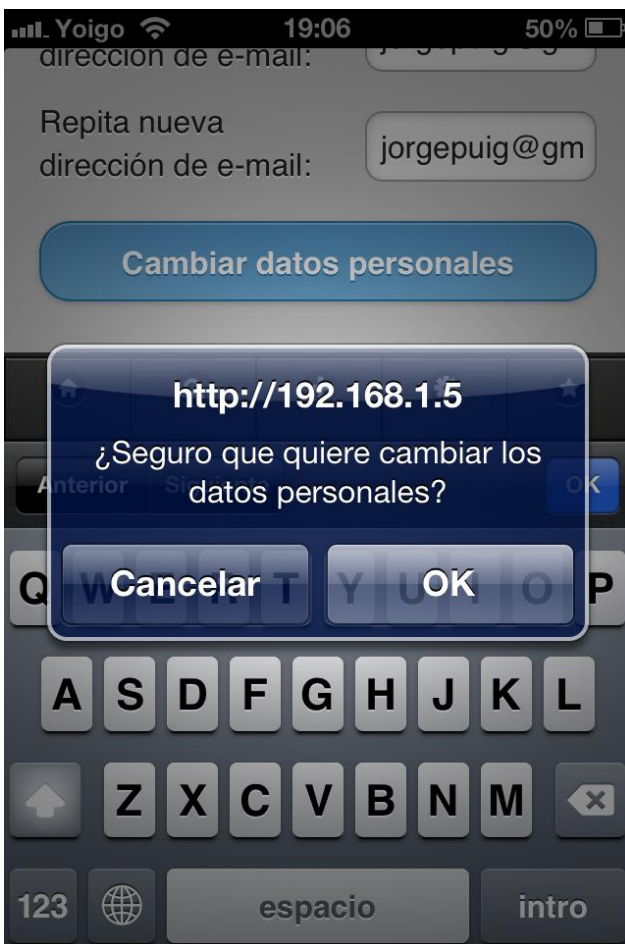 Yoigo 19:06 50%
dirección de e-mail:
Repita nueva
dirección de e-mail:
jorgepuig@gm
Cambiar datos personales
http://192.168.1.5
¿Seguro que quiere cambiar los
datos personales?
Anterior Siguiente OK
Cancelar OK
Q W E R T Y U I O P
A S D F G H J K L
Z X C V B N M
123 espacio intro